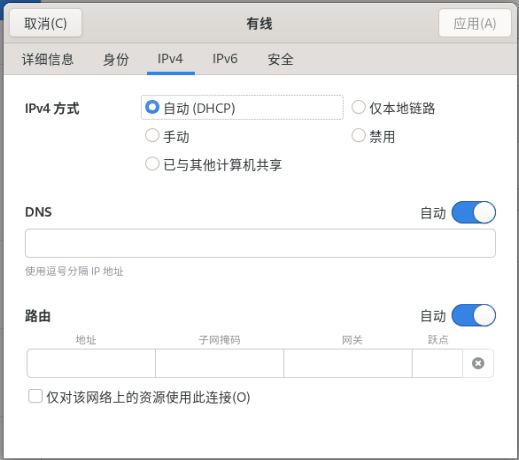 取消(C) 有线 应用(A)
详细信息 身份 IPv4 IPv6 安全
IPv4 方式 自动 (DHCP) 仅本地链路
手动 禁用
已与其他计算机共享
DNS 自动
使用逗号分隔 IP 地址
路由 自动
地址 子网掩码 网关 跃点
仅对该网络上的资源使用此连接(O)